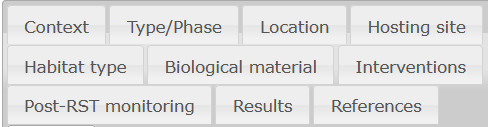 Context Type/Phase Location Hosting site
Habitat type Biological material Interventions
Post-RST monitoring Results References